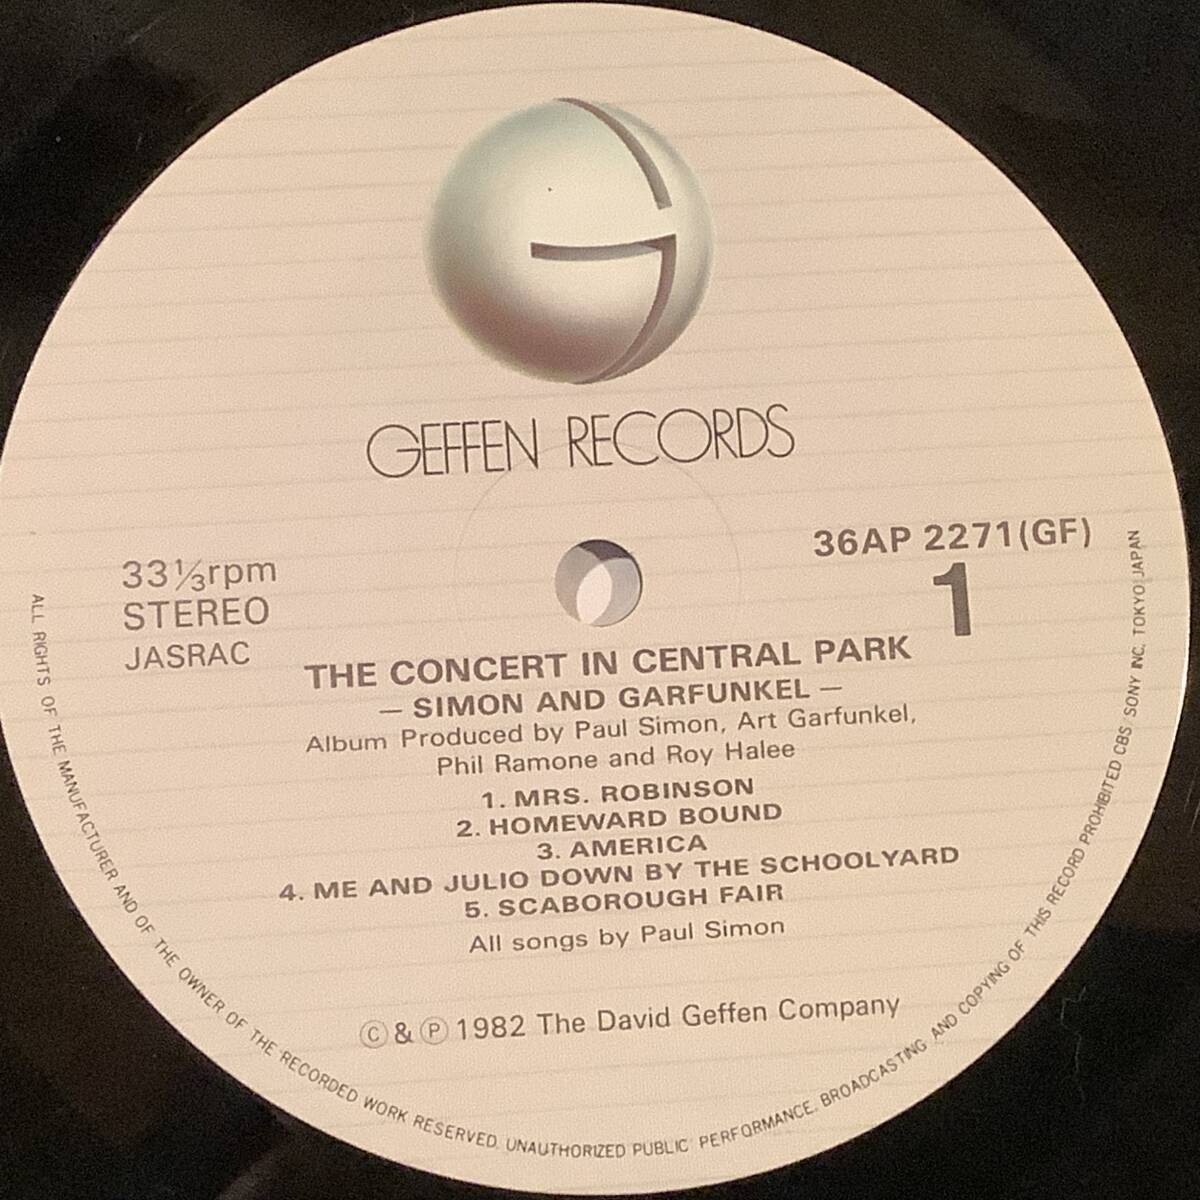 GEFFEN RECORDS
33⅓rpm
STEREO
JASRAC
36AP 2271(GF)
1
THE CONCERT IN CENTRAL PARK
— SIMON AND GARFUNKEL —
Album Produced by Paul Simon, Art Garfunkel,
Phil Ramone and Roy Halee
1. MRS. ROBINSON
2. HOMEWARD BOUND
3. AMERICA
4. ME AND JULIO DOWN BY THE SCHOOLYARD
5. SCABOROUGH FAIR
All songs by Paul Simon
Ⓒ & Ⓟ 1982 The David Geffen Company
ALL RIGHTS OF THE MANUFACTURER AND OF THE OWNER OF THE RECORDED WORK RESERVED. UNAUTHORIZED PUBLIC PERFORMANCE. BROADCASTING AND COPYING OF THIS RECORD PROHIBITED CBS SONY INC. TOKYO JAPAN